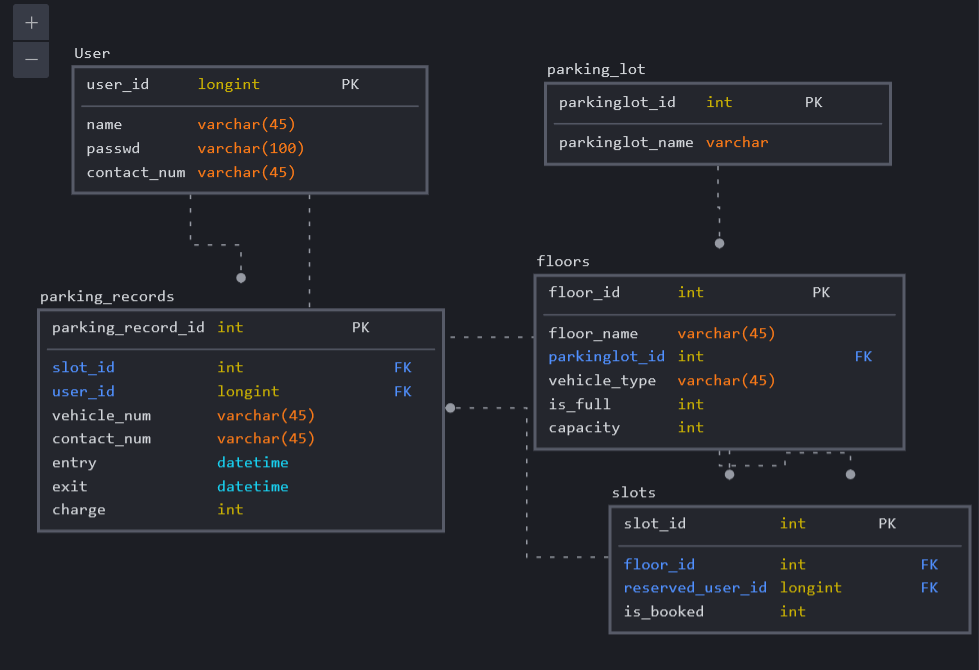 +
−
User
user_id longint PK
name varchar(45)
passwd varchar(100)
contact_num varchar(45)
parking_lot
parkinglot_id int PK
parkinglot_name varchar
floors
floor_id int PK
floor_name varchar(45)
parkinglot_id int FK
vehicle_type varchar(45)
is_full int
capacity int
parking_records
parking_record_id int PK
slot_id int FK
user_id longint FK
vehicle_num varchar(45)
contact_num varchar(45)
entry datetime
exit datetime
charge int
slots
slot_id int PK
floor_id int FK
reserved_user_id longint FK
is_booked int